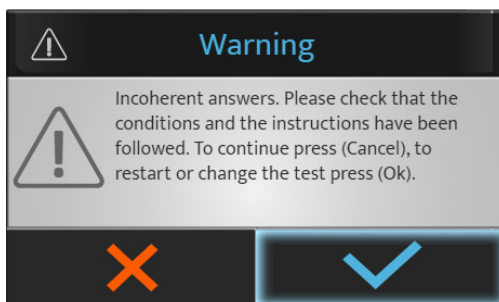 Warning
Incoherent answers. Please check that the
conditions and the instructions have been
followed. To continue press (Cancel), to
restart or change the test press (Ok).